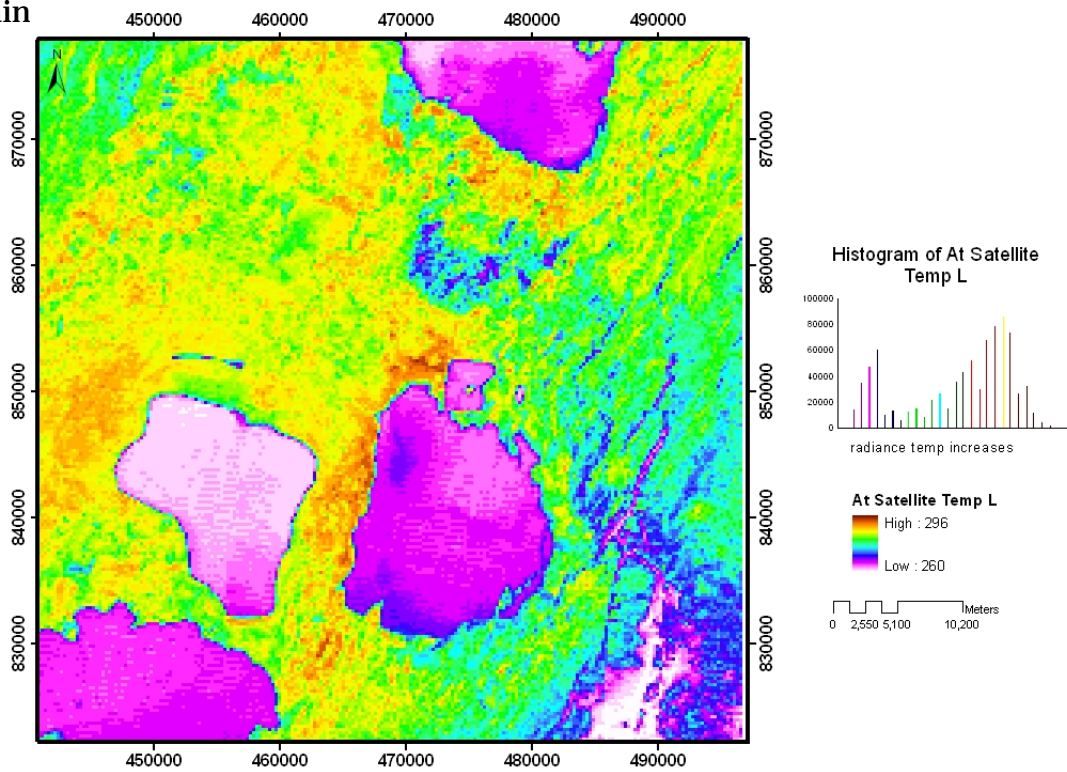 in
450000 460000 470000 480000 490000
N
870000 870000
860000 860000
850000 850000
840000 840000
830000 830000
450000 460000 470000 480000 490000
Histogram of At Satellite
Temp L
100000
80000
60000
40000
20000
0
radiance temp increases
At Satellite Temp L
High : 296
Low : 260
Meters
0 2,550 5,100 10,200